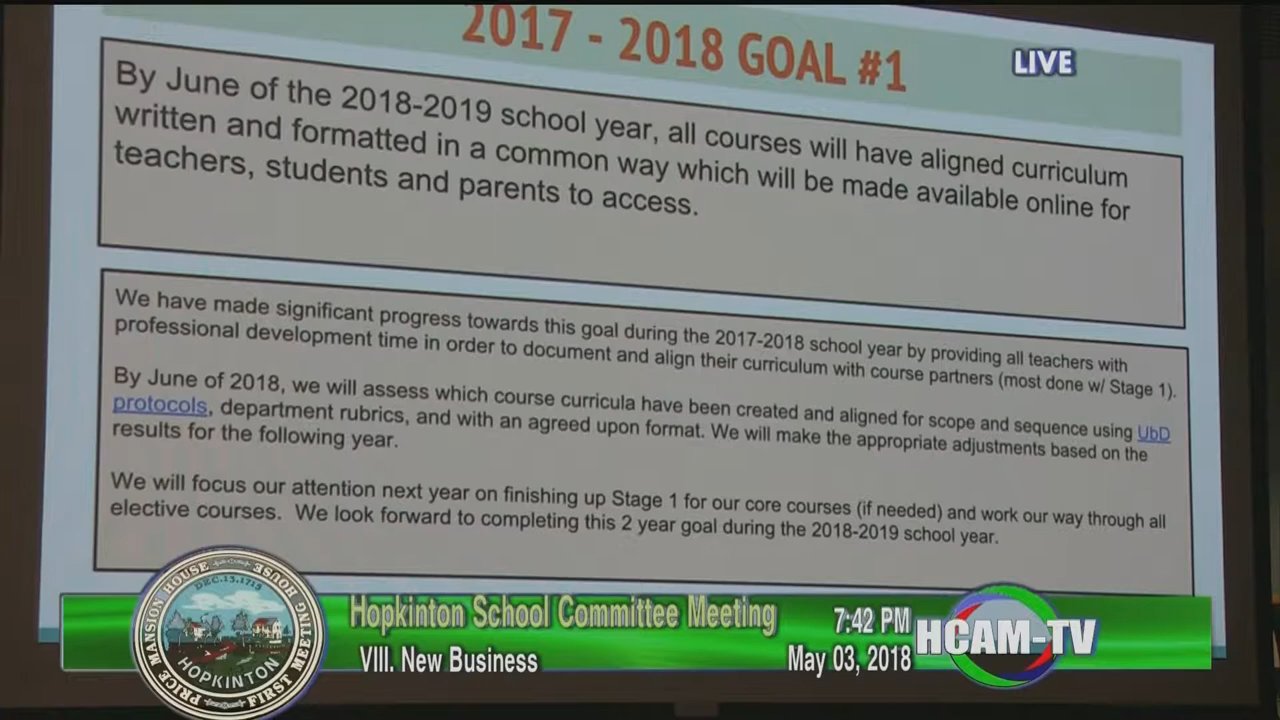 2017 - 2018 GOAL #1
LIVE
By June of the 2018-2019 school year, all courses will have aligned curriculum
written and formatted in a common way which will be made available online for
teachers, students and parents to access.
We have made significant progress towards this goal during the 2017-2018 school year by providing all teachers with
professional development time in order to document and align their curriculum with course partners (most done w/ Stage 1).
By June of 2018, we will assess which course curricula have been created and aligned for scope and sequence using UbD
protocols, department rubrics, and with an agreed upon format. We will make the appropriate adjustments based on the
results for the following year.
We will focus our attention next year on finishing up Stage 1 for our core courses (if needed) and work our way through all
elective courses. We look forward to completing this 2 year goal during the 2018-2019 school year.
PRICE MANSION HOUSE
FIRST MEETING HOUSE
DEC.13.1715
HOPKINTON
Hopkinton School Committee Meeting
7:42 PM
VIII. New Business
May 03, 2018
HCAM-TV